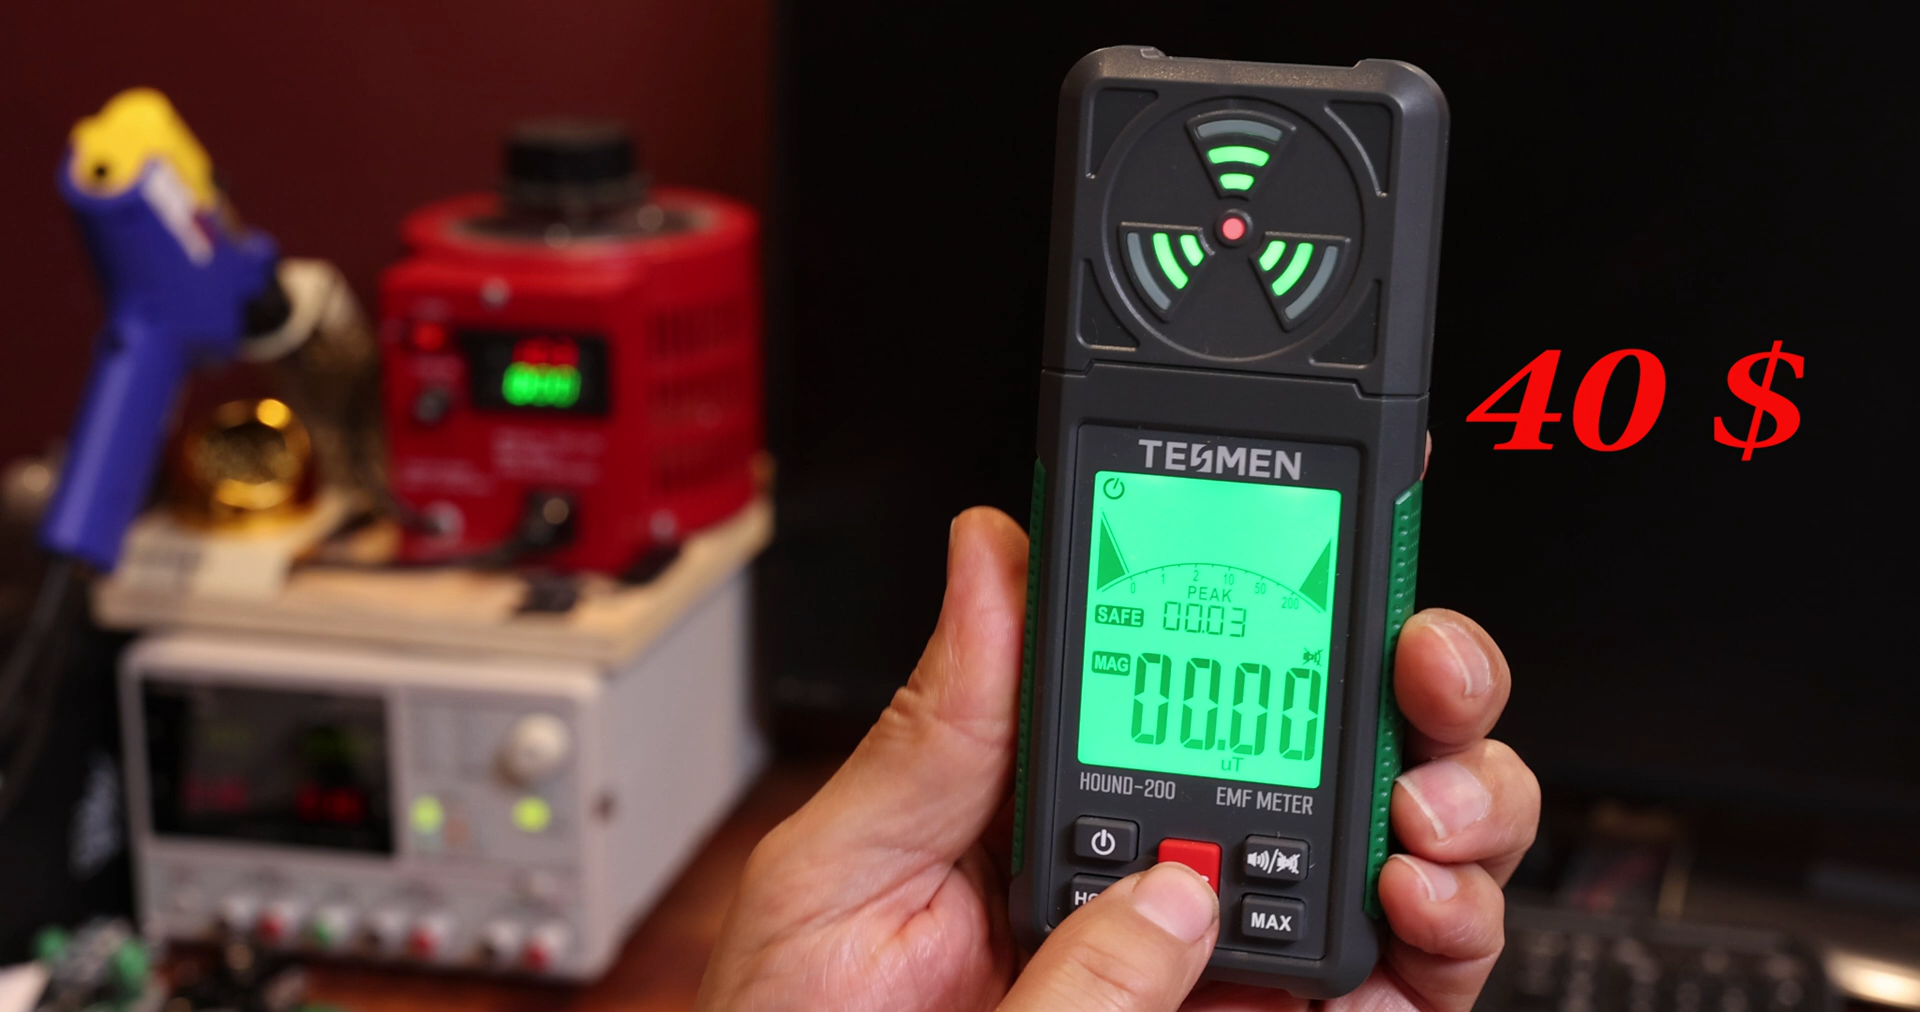 40 $
TESMEN
0 1 2 10 50 200
PEAK
SAFE 00.03
MAG 00.00
uT
HOUND-200 EMF METER
MAX